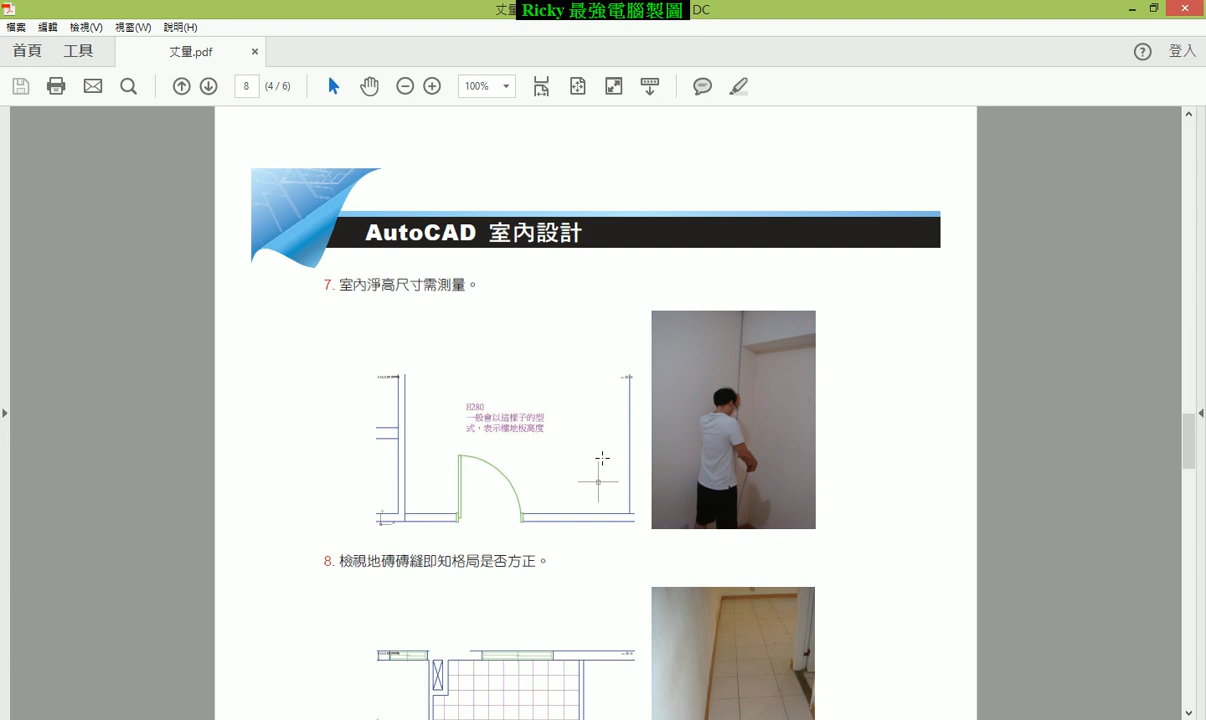 丈量
Ricky 最強電腦製圖
DC
檔案 編輯 檢視(V) 視窗(W) 說明(H)
首頁 工具 丈量.pdf × ? 登入
8 (4 / 6) 100%
AutoCAD 室內設計
7. 室內淨高尺寸需測量。
H280
一般會以這樣子的型
式，表示樓地板高度
8. 檢視地磚磚縫即知格局是否方正。